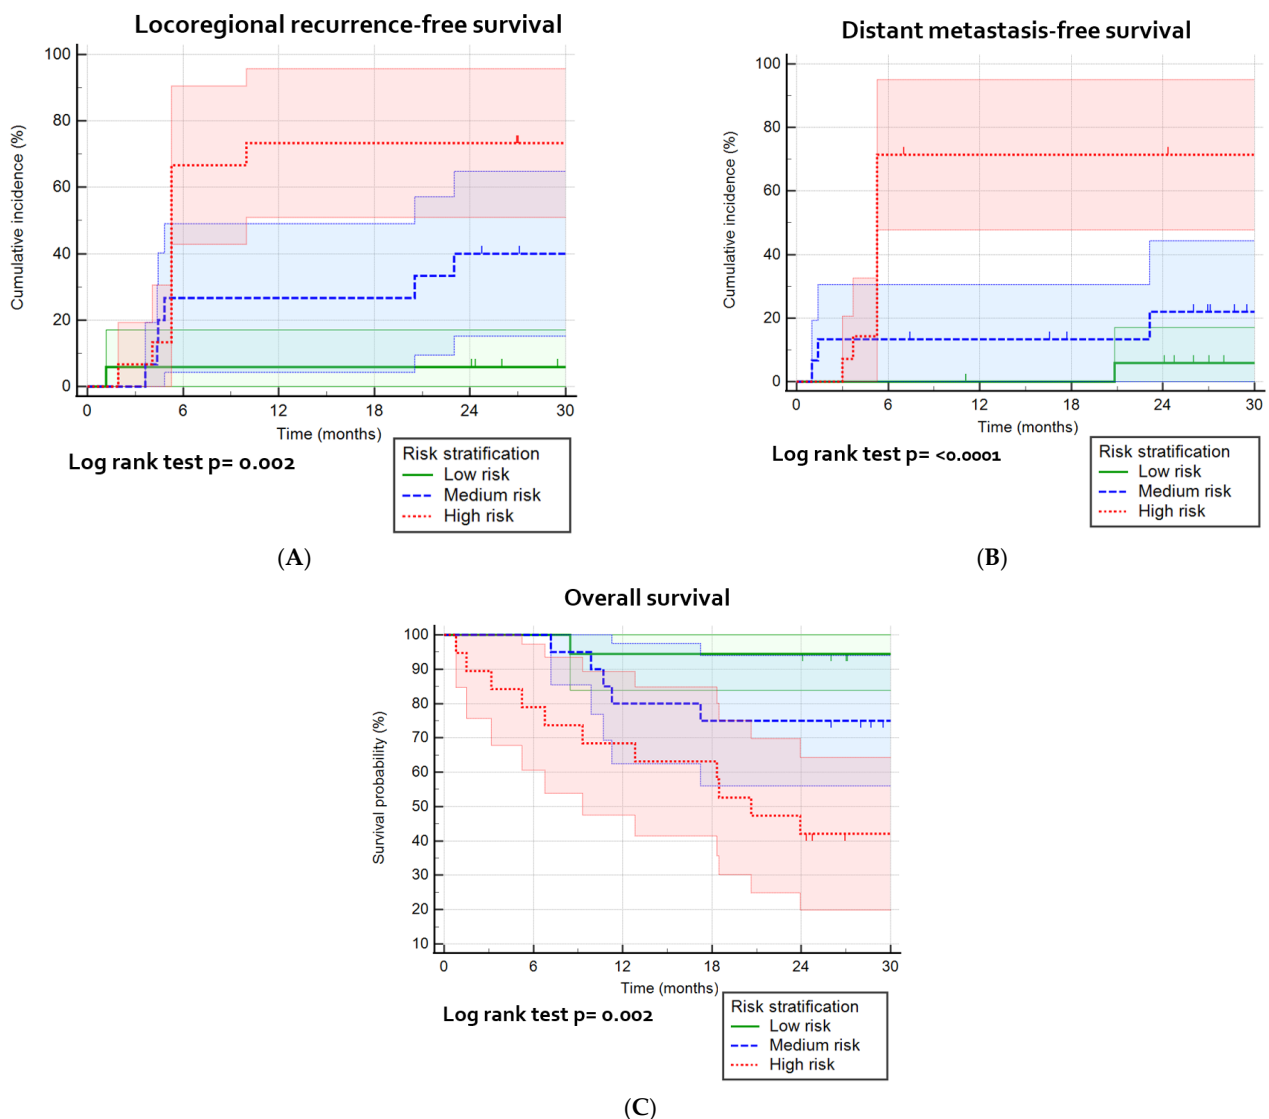 Locoregional recurrence-free survival
Cumulative incidence (%)
100
80
60
40
20
0
0 6 12 18 24 30
Time (months)
Log rank test p= 0.002
Risk stratification
Low risk
Medium risk
High risk
(A)
Distant metastasis-free survival
Cumulative incidence (%)
100
80
60
40
20
0
0 6 12 18 24 30
Time (months)
Log rank test p= <0.0001
Risk stratification
Low risk
Medium risk
High risk
(B)
Overall survival
Survival probability (%)
100
90
80
70
60
50
40
30
20
10
0 6 12 18 24 30
Time (months)
Log rank test p= 0.002
Risk stratification
Low risk
Medium risk
High risk
(C)